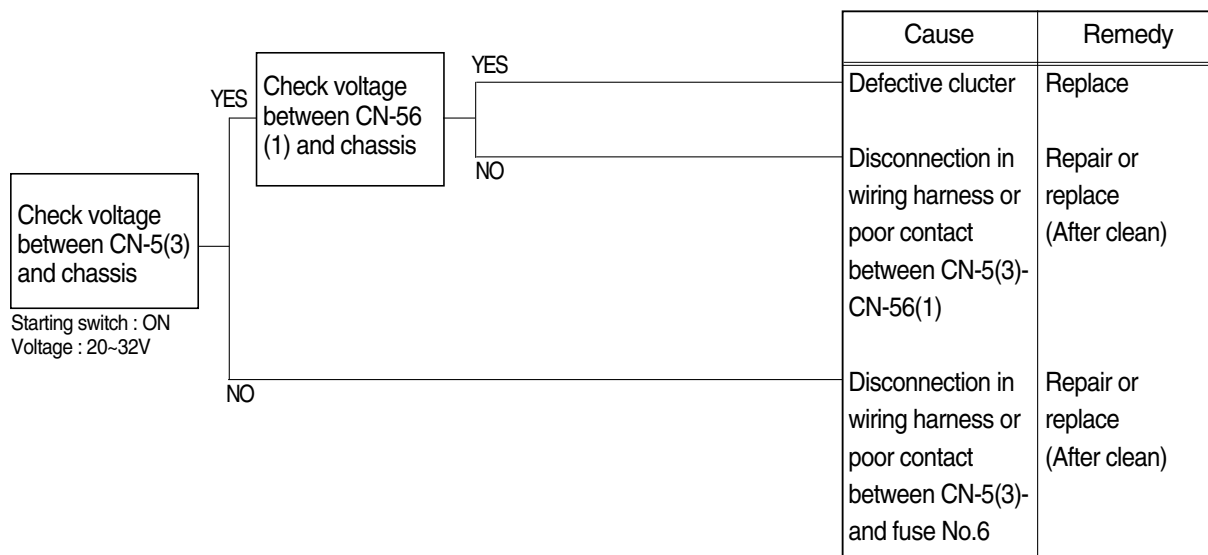 Check voltage
between CN-5(3)
and chassis
Starting switch : ON
Voltage : 20~32V
YES
NO
Check voltage
between CN-56
(1) and chassis
YES
NO
Cause
Remedy
Defective clucter
Replace
Disconnection in
wiring harness or
poor contact
between CN-5(3)-
CN-56(1)
Repair or
replace
(After clean)
Disconnection in
wiring harness or
poor contact
between CN-5(3)-
and fuse No.6
Repair or
replace
(After clean)